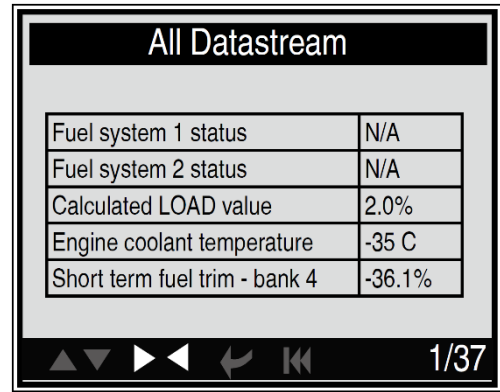 All Datastream
Fuel system 1 status N/A
Fuel system 2 status N/A
Calculated LOAD value 2.0%
Engine coolant temperature -35 C
Short term fuel trim - bank 4 -36.1%
1/37